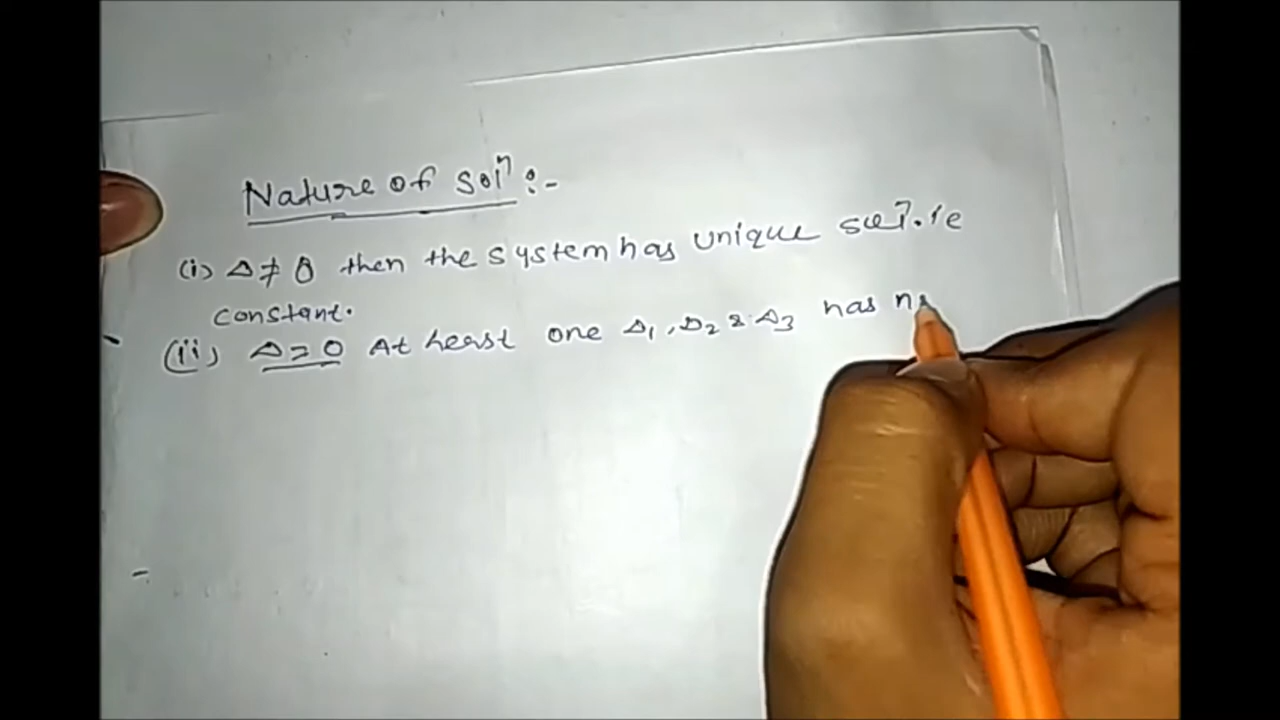 Nature of Solⁿ :-
(i) Δ ≠ 0 then the system has unique solⁿ. ie
constant.
(ii) Δ = 0 At least one Δ1, Δ2 & Δ3 has